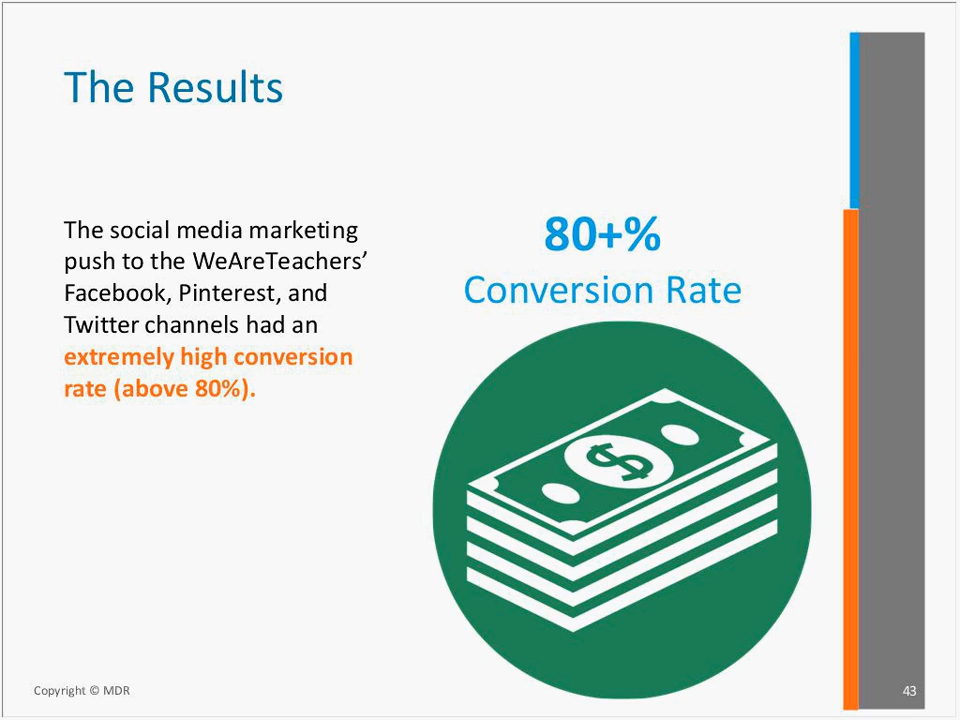 The Results
The social media marketing
push to the WeAreTeachers’
Facebook, Pinterest, and
Twitter channels had an
extremely high conversion
rate (above 80%).
80+%
Conversion Rate
$
Copyright © MDR
43